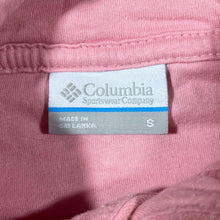 Columbia
Sportswear Company
MADE IN
SRI LANKA
S